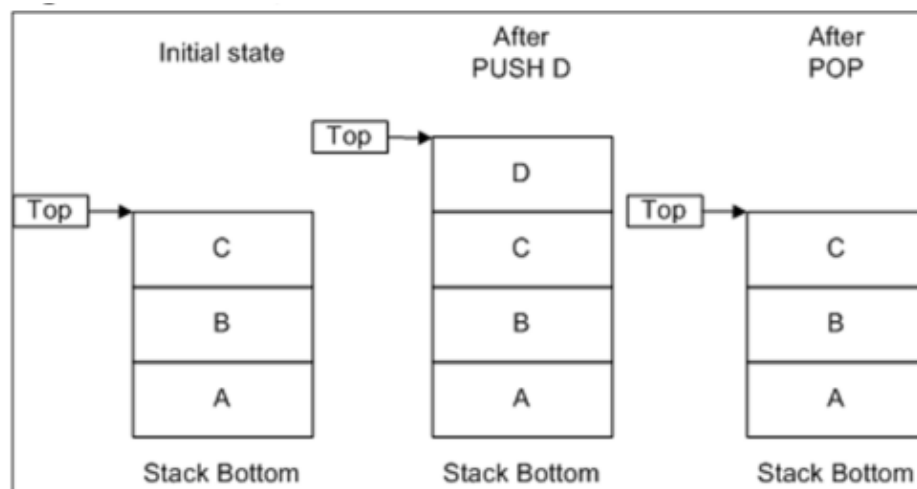 Initial state
After
PUSH D
After
POP
Top
Top
Top
D
C
C
C
B
B
B
A
A
A
Stack Bottom
Stack Bottom
Stack Bottom